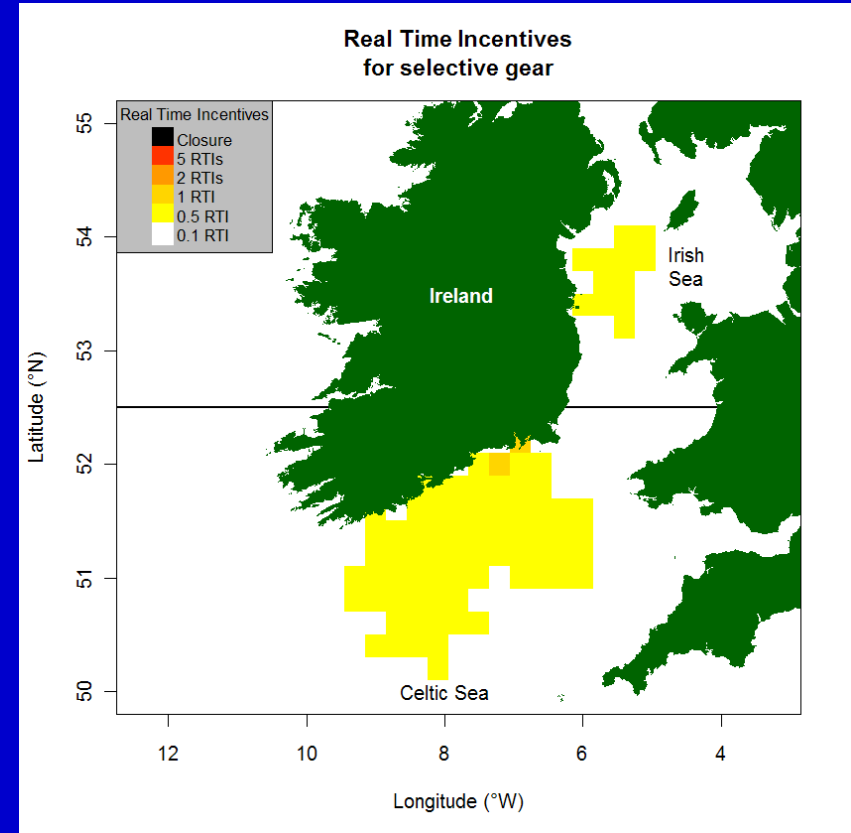 Real Time Incentives
for selective gear
Real Time Incentives
Closure
5 RTIs
2 RTIs
1 RTI
0.5 RTI
0.1 RTI
Ireland
Irish
Sea
Celtic Sea
55
54
53
52
51
50
Latitude (°N)
12 10 8 6 4
Longitude (°W)